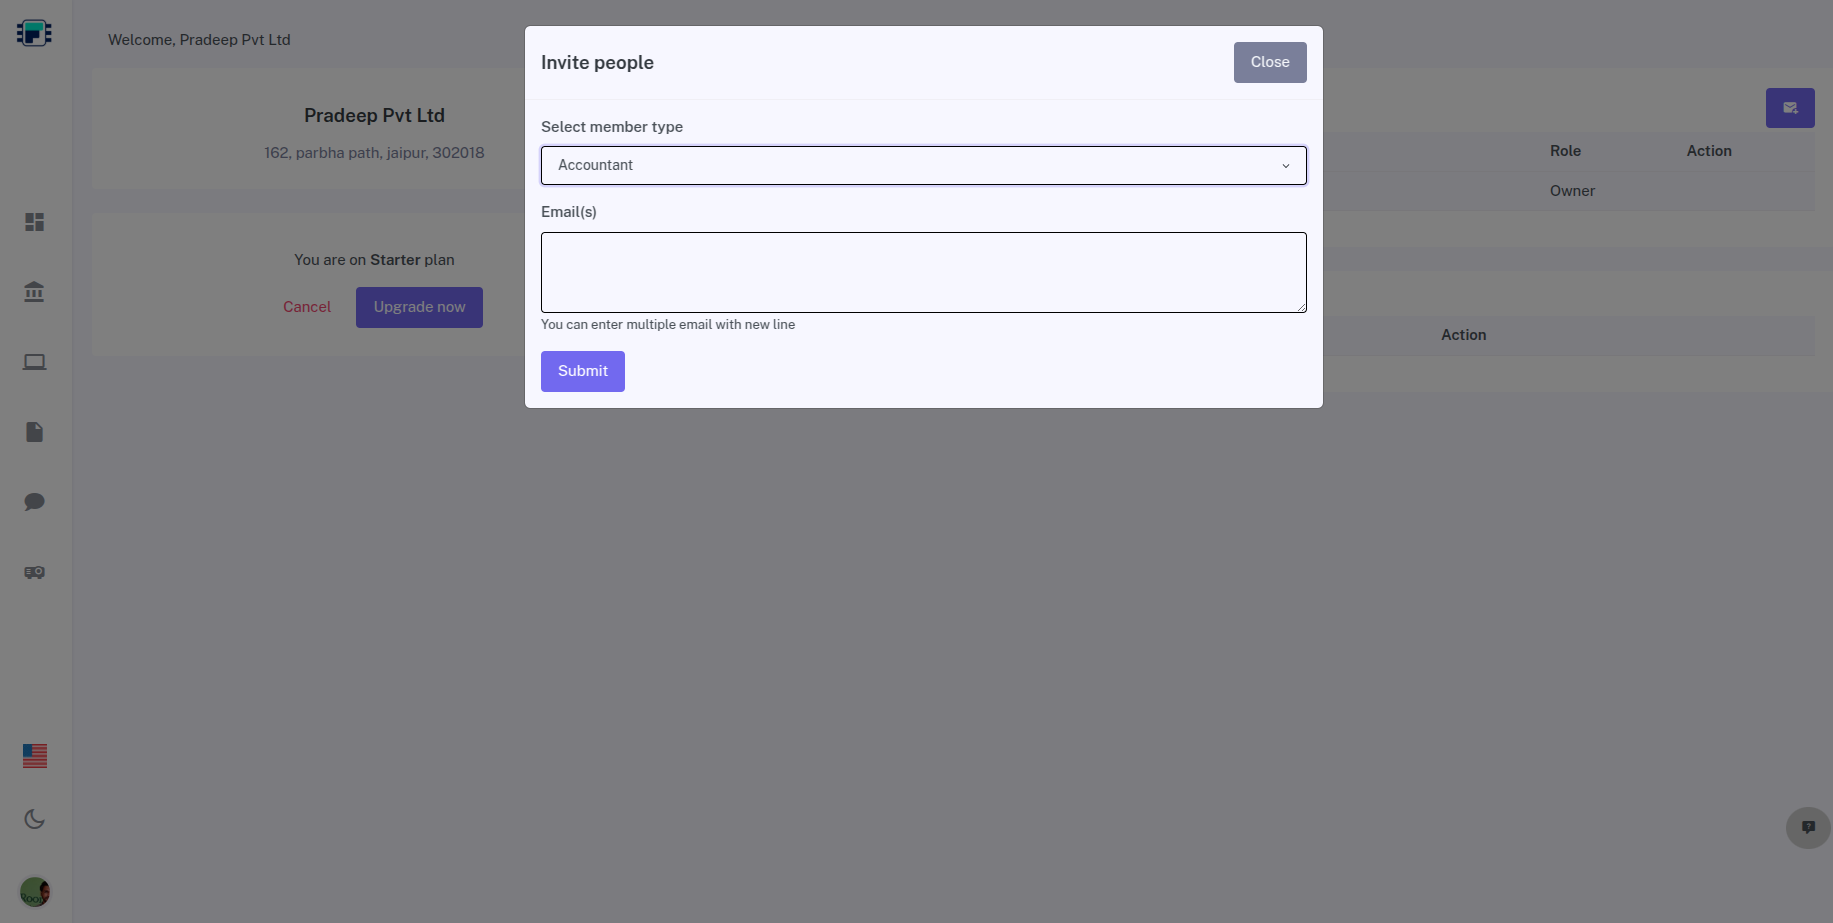 Welcome, Pradeep Pvt Ltd
Pradeep Pvt Ltd
162, parbha path, jaipur, 302018
You are on Starter plan
Cancel
Upgrade now
Invite people
Close
Select member type
Accountant
Email(s)
You can enter multiple email with new line
Submit
Role
Action
Owner
Action